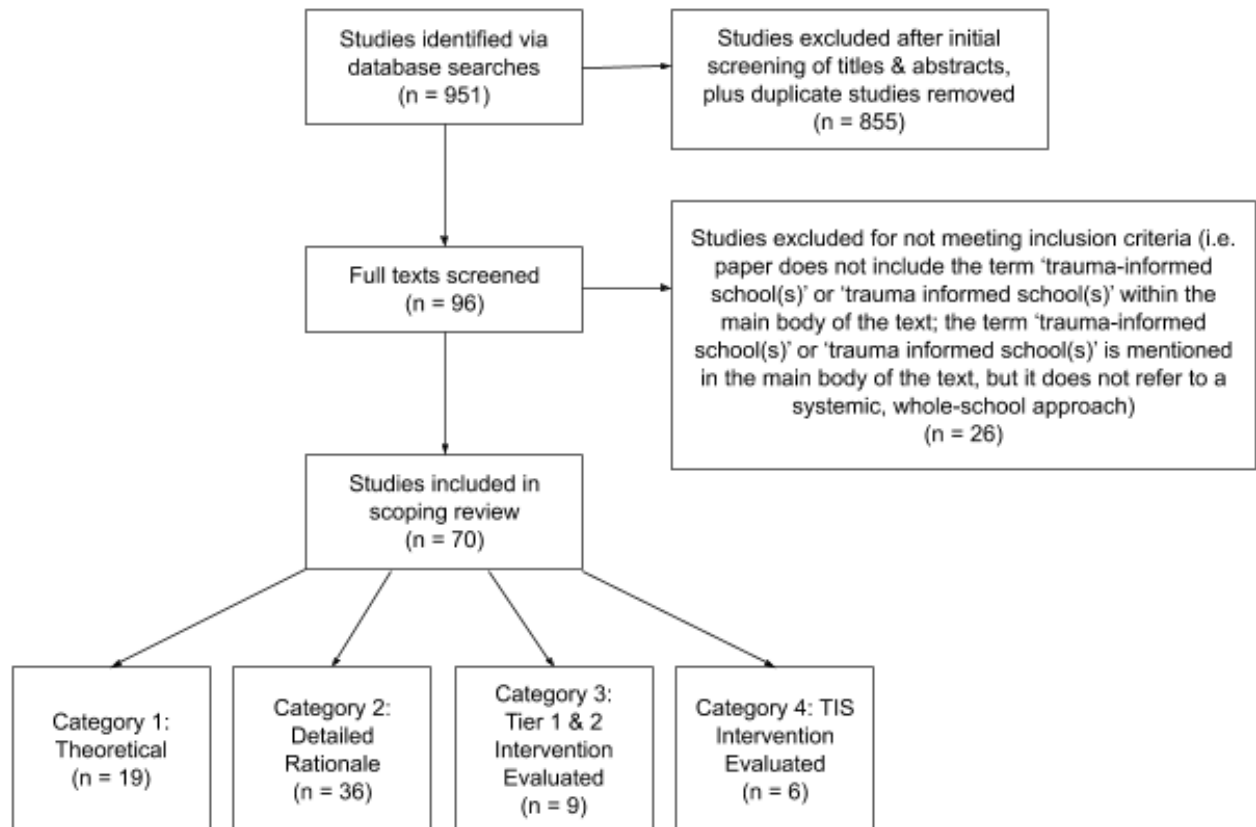 Studies identified via
database searches
(n = 951)
Studies excluded after initial
screening of titles & abstracts,
plus duplicate studies removed
(n = 855)
Full texts screened
(n = 96)
Studies excluded for not meeting inclusion criteria (i.e.
paper does not include the term ‘trauma-informed
school(s)’ or ‘trauma informed school(s)’ within the
main body of the text; the term ‘trauma-informed
school(s)’ or ‘trauma informed school(s)’ is mentioned
in the main body of the text, but it does not refer to a
systemic, whole-school approach)
(n = 26)
Studies included in
scoping review
(n = 70)
Category 1:
Theoretical
(n = 19)
Category 2:
Detailed
Rationale
(n = 36)
Category 3:
Tier 1 & 2
Intervention
Evaluated
(n = 9)
Category 4: TIS
Intervention
Evaluated
(n = 6)